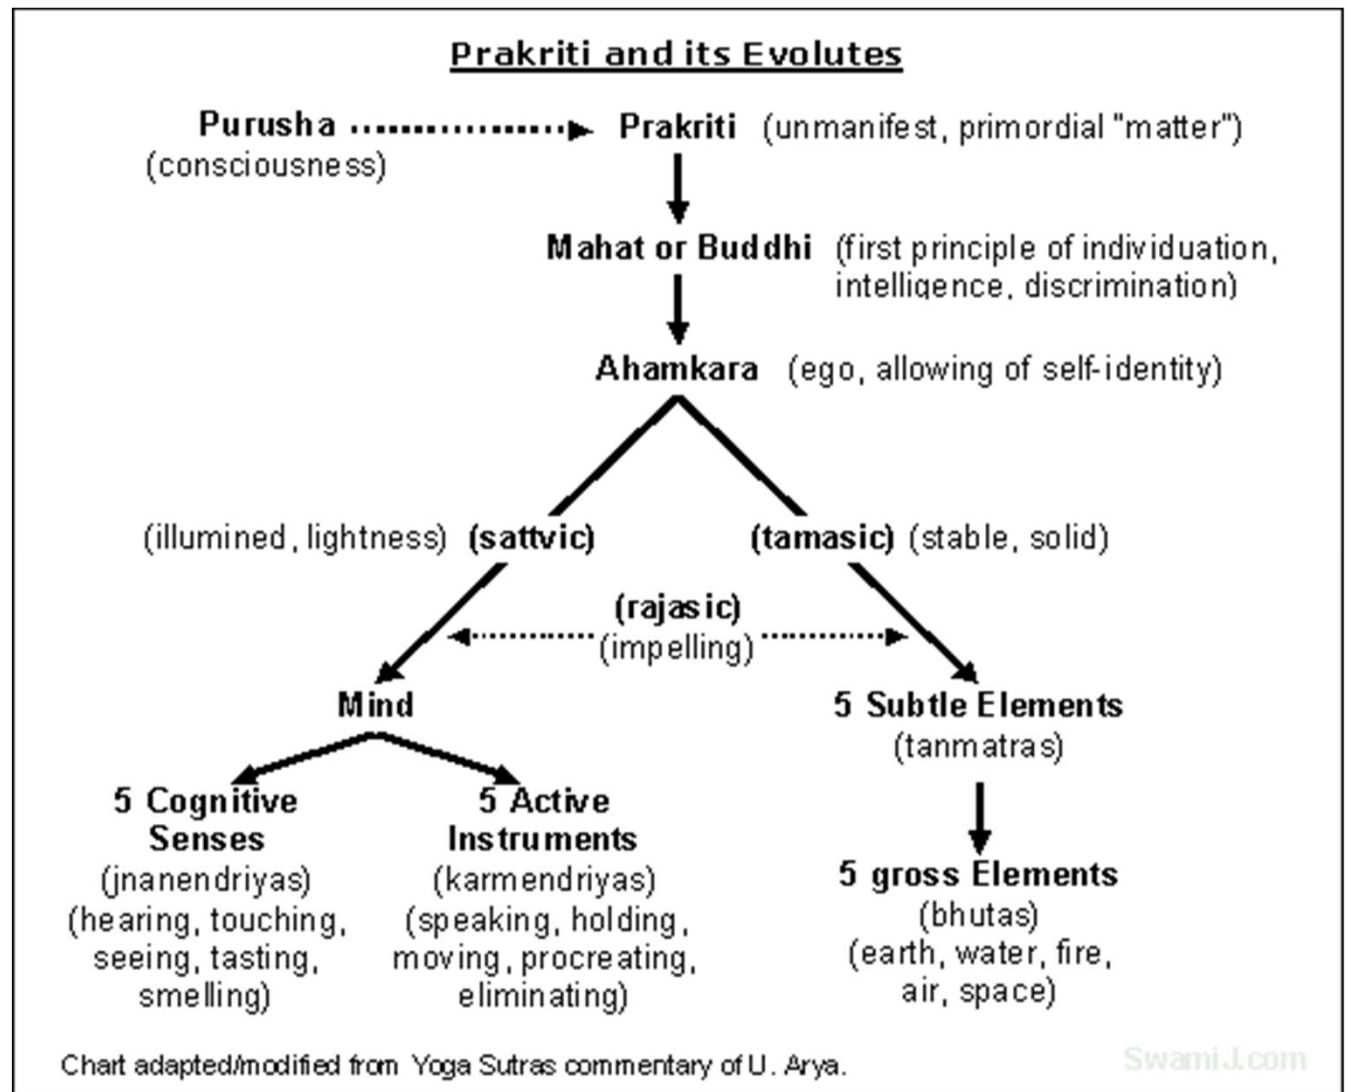 Prakriti and its Evolutes
Purusha
(consciousness)
Prakriti (unmanifest, primordial "matter")
Mahat or Buddhi (first principle of individuation,
intelligence, discrimination)
Ahamkara (ego, allowing of self-identity)
(illumined, lightness) (sattvic)
(tamasic) (stable, solid)
(rajasic)
(impelling)
Mind
5 Subtle Elements
(tanmatras)
5 Cognitive
Senses
(jnanendriyas)
(hearing, touching,
seeing, tasting,
smelling)
5 Active
Instruments
(karmendriyas)
(speaking, holding,
moving, procreating,
eliminating)
5 gross Elements
(bhutas)
(earth, water, fire,
air, space)
Chart adapted/modified from Yoga Sutras commentary of U. Arya.
SwamiJ.com